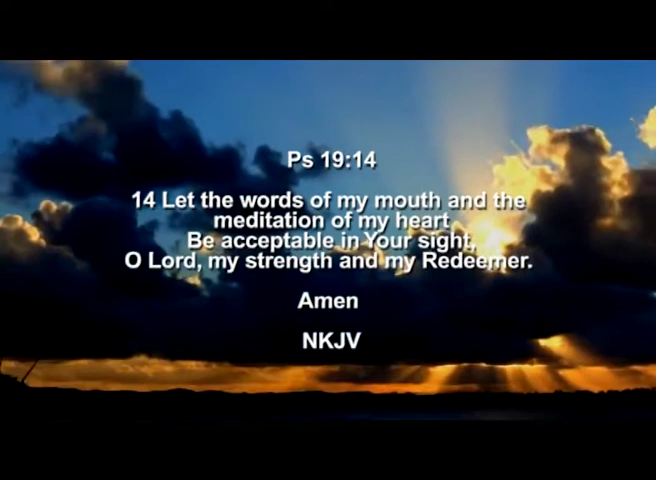 Ps 19:14
14 Let the words of my mouth and the
meditation of my heart
Be acceptable in Your sight,
O Lord, my strength and my Redeemer.
Amen
NKJV